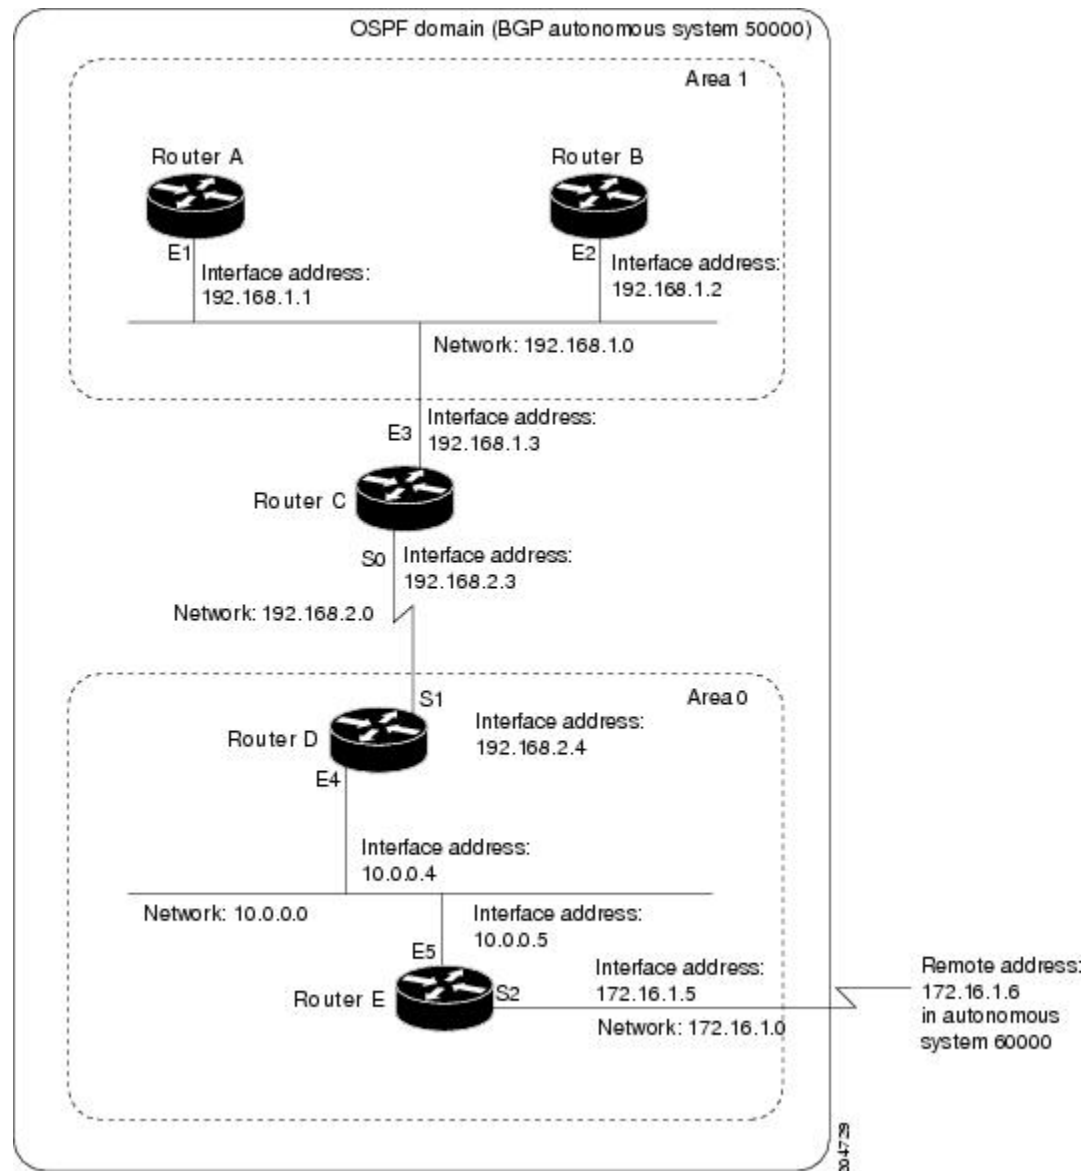 OSPF domain (BGP autonomous system 50000)
Area 1
Router A
Router B
E1
Interface address:
192.168.1.1
E2
Interface address:
192.168.1.2
Network: 192.168.1.0
E3
Interface address:
192.168.1.3
Router C
S0
Interface address:
192.168.2.3
Network: 192.168.2.0
Area 0
S1
Router D
Interface address:
192.168.2.4
E4
Interface address:
10.0.0.4
Network: 10.0.0.0
Interface address:
10.0.0.5
E5
Router E
S2
Interface address:
172.16.1.5
Network: 172.16.1.0
Remote address:
172.16.1.6
in autonomous
system 60000
204729